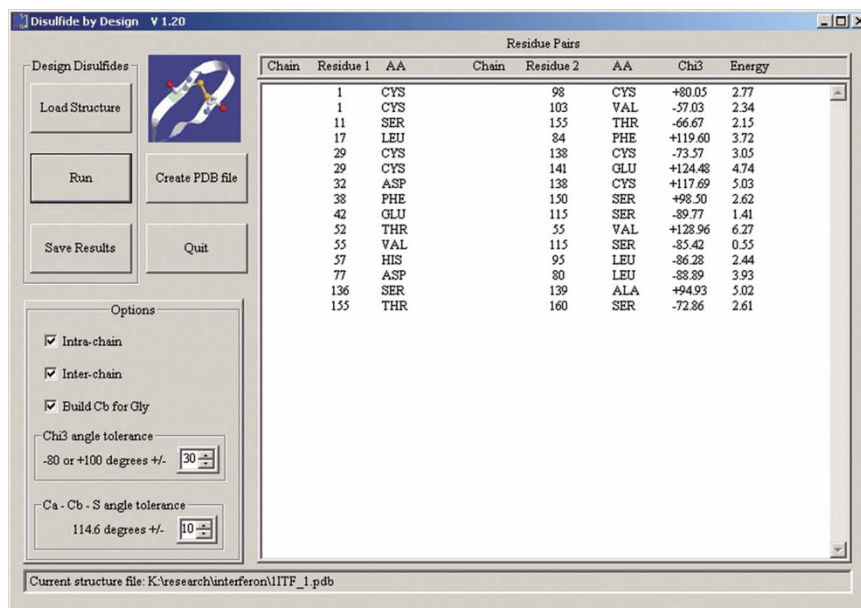 Disulfide by Design V 1.20
Residue Pairs
Design Disulfides
Load Structure
Run
Create PDB file
Save Results
Quit
Options
Intra-chain
Inter-chain
Build Cb for Gly
Chi3 angle tolerance
-80 or +100 degrees +/- 30
Ca - Cb - S angle tolerance
114.6 degrees +/- 10
Chain Residue 1 AA Chain Residue 2 AA Chi3 Energy
1 CYS 98 CYS +80.05 2.77
1 CYS 103 VAL -57.03 2.34
11 SER 155 THR -66.67 2.15
17 LEU 84 PHE +119.60 3.72
29 CYS 138 CYS -73.57 3.05
29 CYS 141 GLU +124.48 4.74
32 ASP 138 CYS +117.69 5.03
38 PHE 150 SER +98.50 2.62
42 GLU 115 SER -89.77 1.41
52 THR 55 VAL +128.96 6.27
55 VAL 115 SER -85.42 0.55
57 HIS 95 LEU -86.28 2.44
77 ASP 80 LEU -88.89 3.93
136 SER 139 ALA +94.93 5.02
155 THR 160 SER -72.86 2.61
Current structure file: K:\research\interferon\1ITF_1.pdb